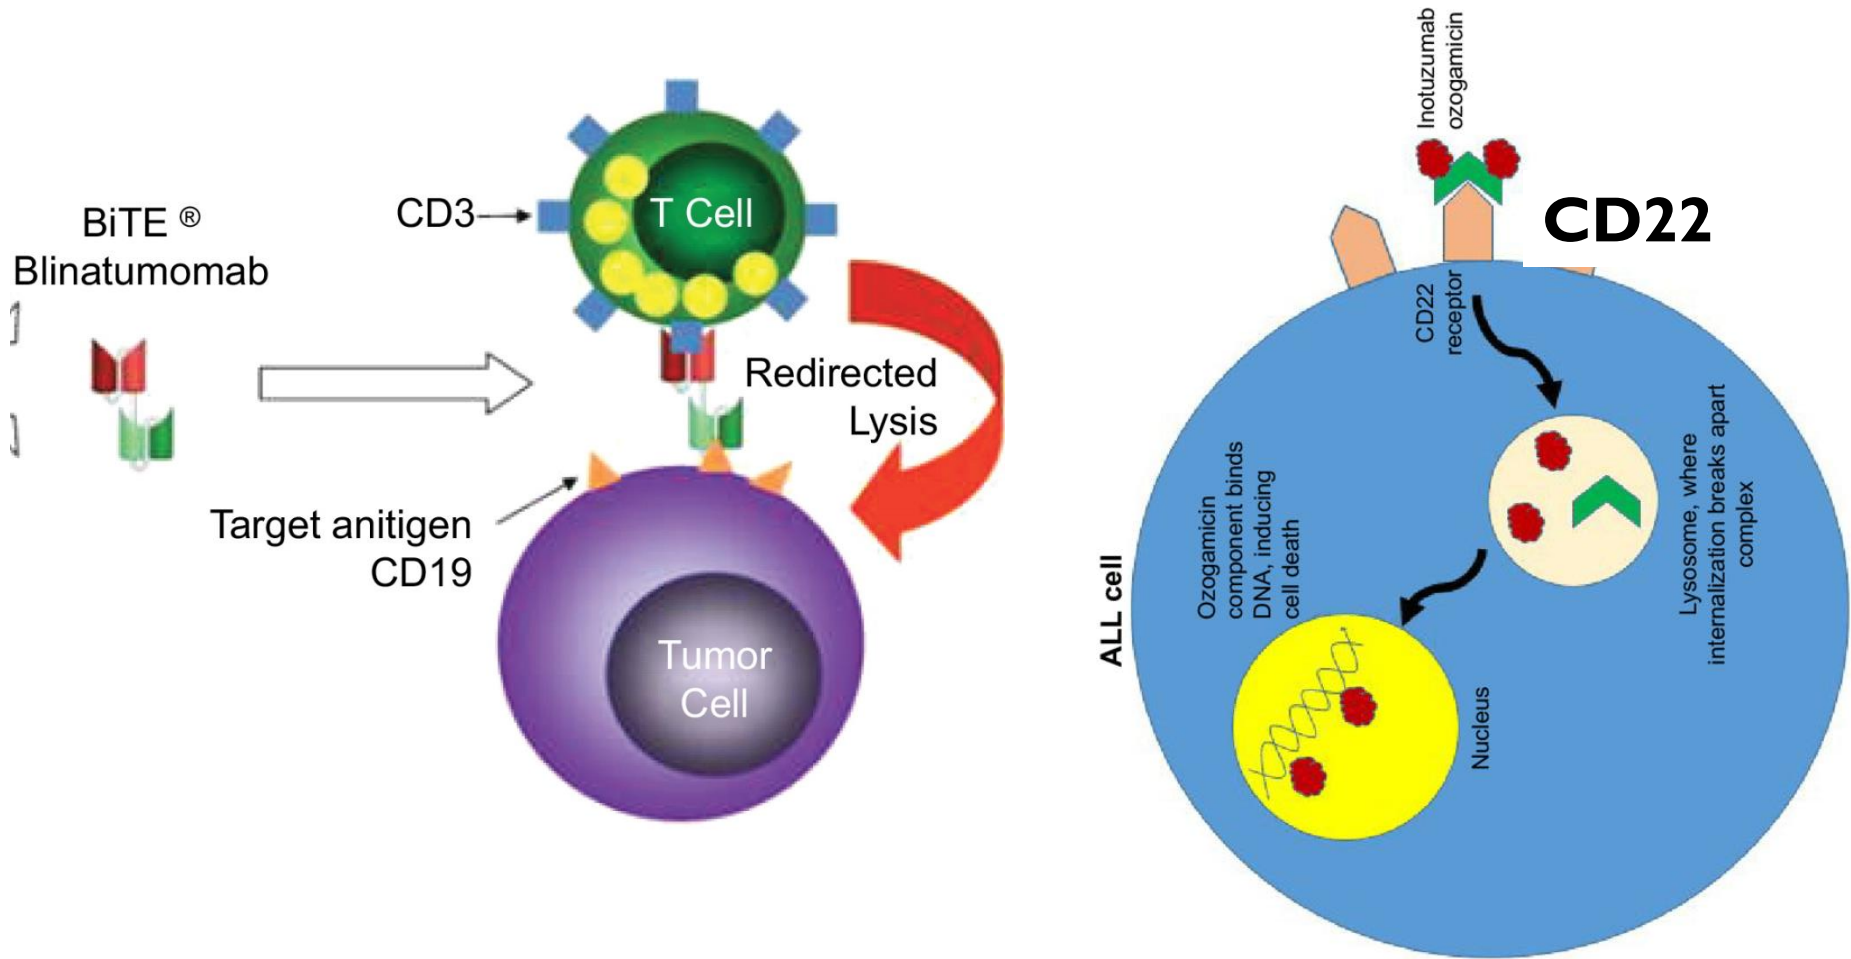 BiTE ®
Blinatumomab
CD3
T Cell
Redirected
Lysis
Target anitigen
CD19
Tumor
Cell
Inotuzumab
ozogamicin
CD22
CD22
receptor
Ozogamicin
component binds
DNA, inducing
cell death
Lysosome, where
internalization breaks apart
complex
ALL cell
Nucleus